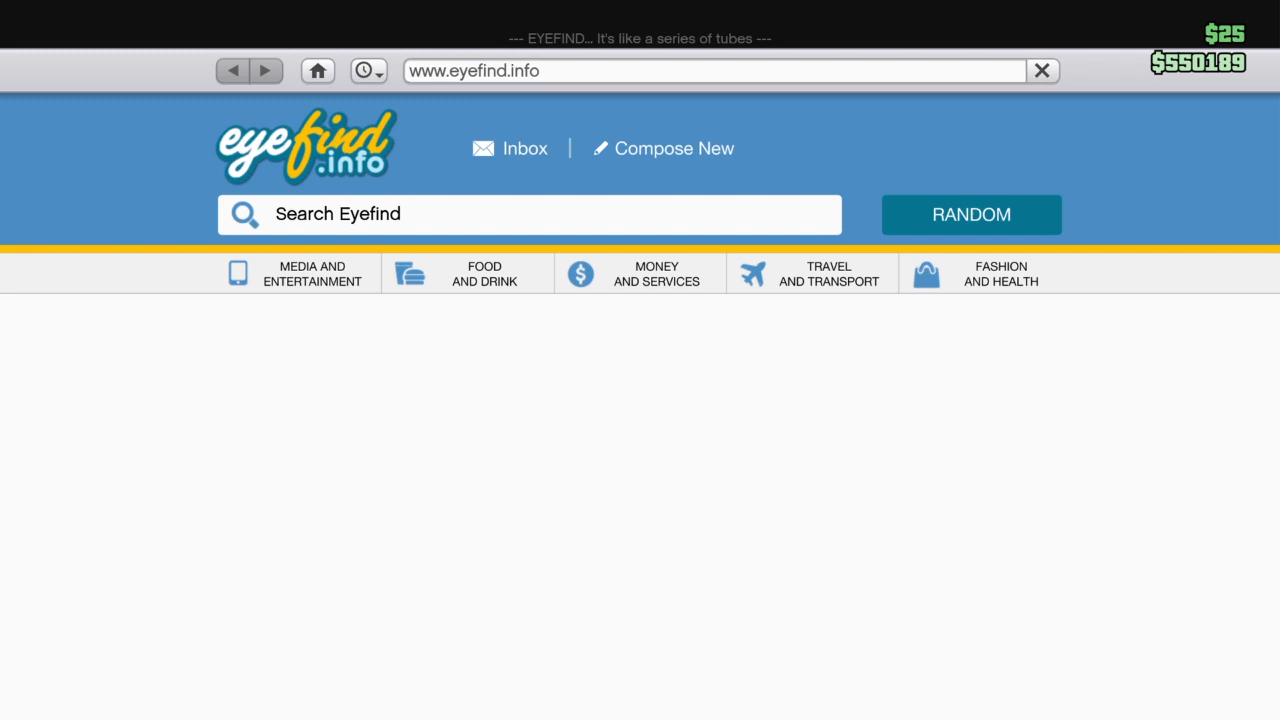 --- EYEFIND... It's like a series of tubes ---
$25
$550189
www.eyefind.info
eyefind
.info
Inbox
Compose New
Search Eyefind
RANDOM
MEDIA AND
ENTERTAINMENT
FOOD
AND DRINK
MONEY
AND SERVICES
TRAVEL
AND TRANSPORT
FASHION
AND HEALTH